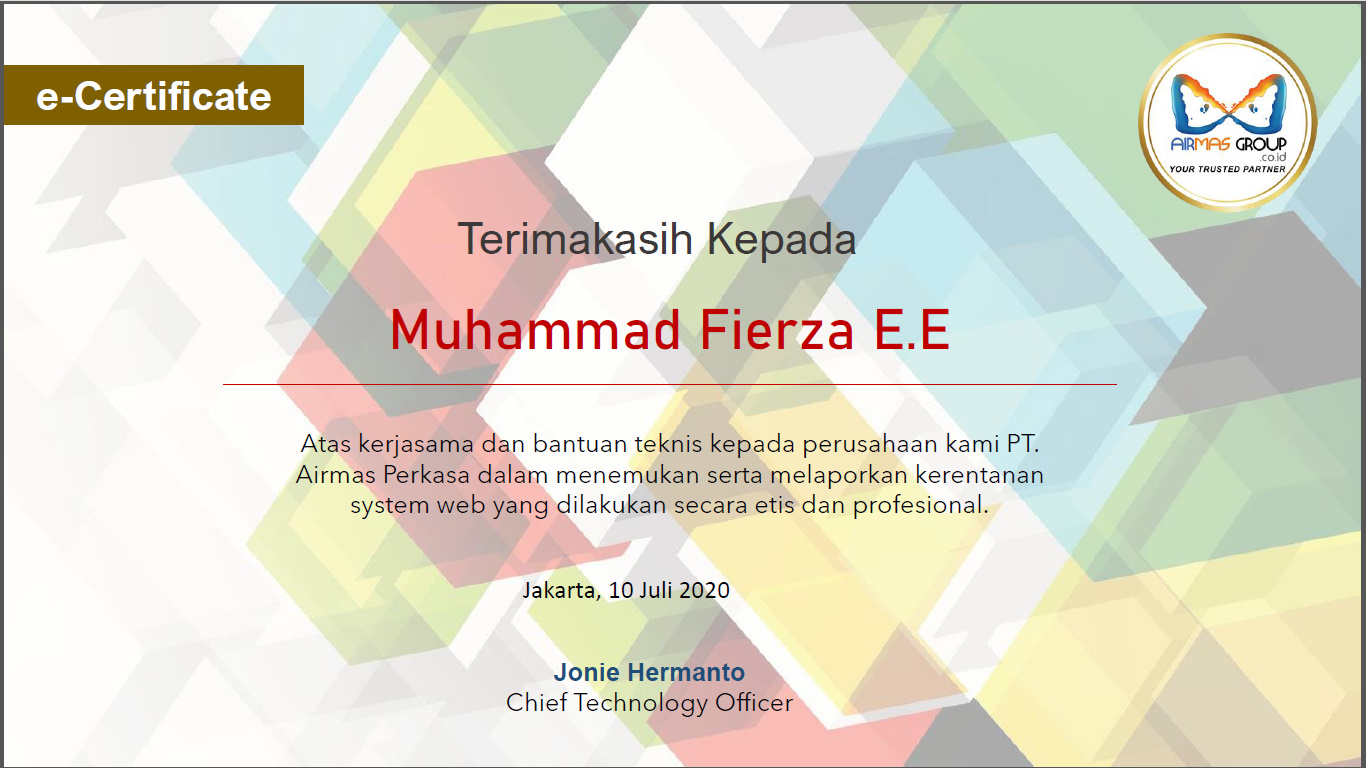 e-Certificate
AIRMAS GROUP
.co.id
YOUR TRUSTED PARTNER
Terimakasih Kepada
Muhammad Fierza E.E
Atas kerjasama dan bantuan teknis kepada perusahaan kami PT.
Airmas Perkasa dalam menemukan serta melaporkan kerentanan
system web yang dilakukan secara etis dan profesional.
Jakarta, 10 Juli 2020
Jonie Hermanto
Chief Technology Officer